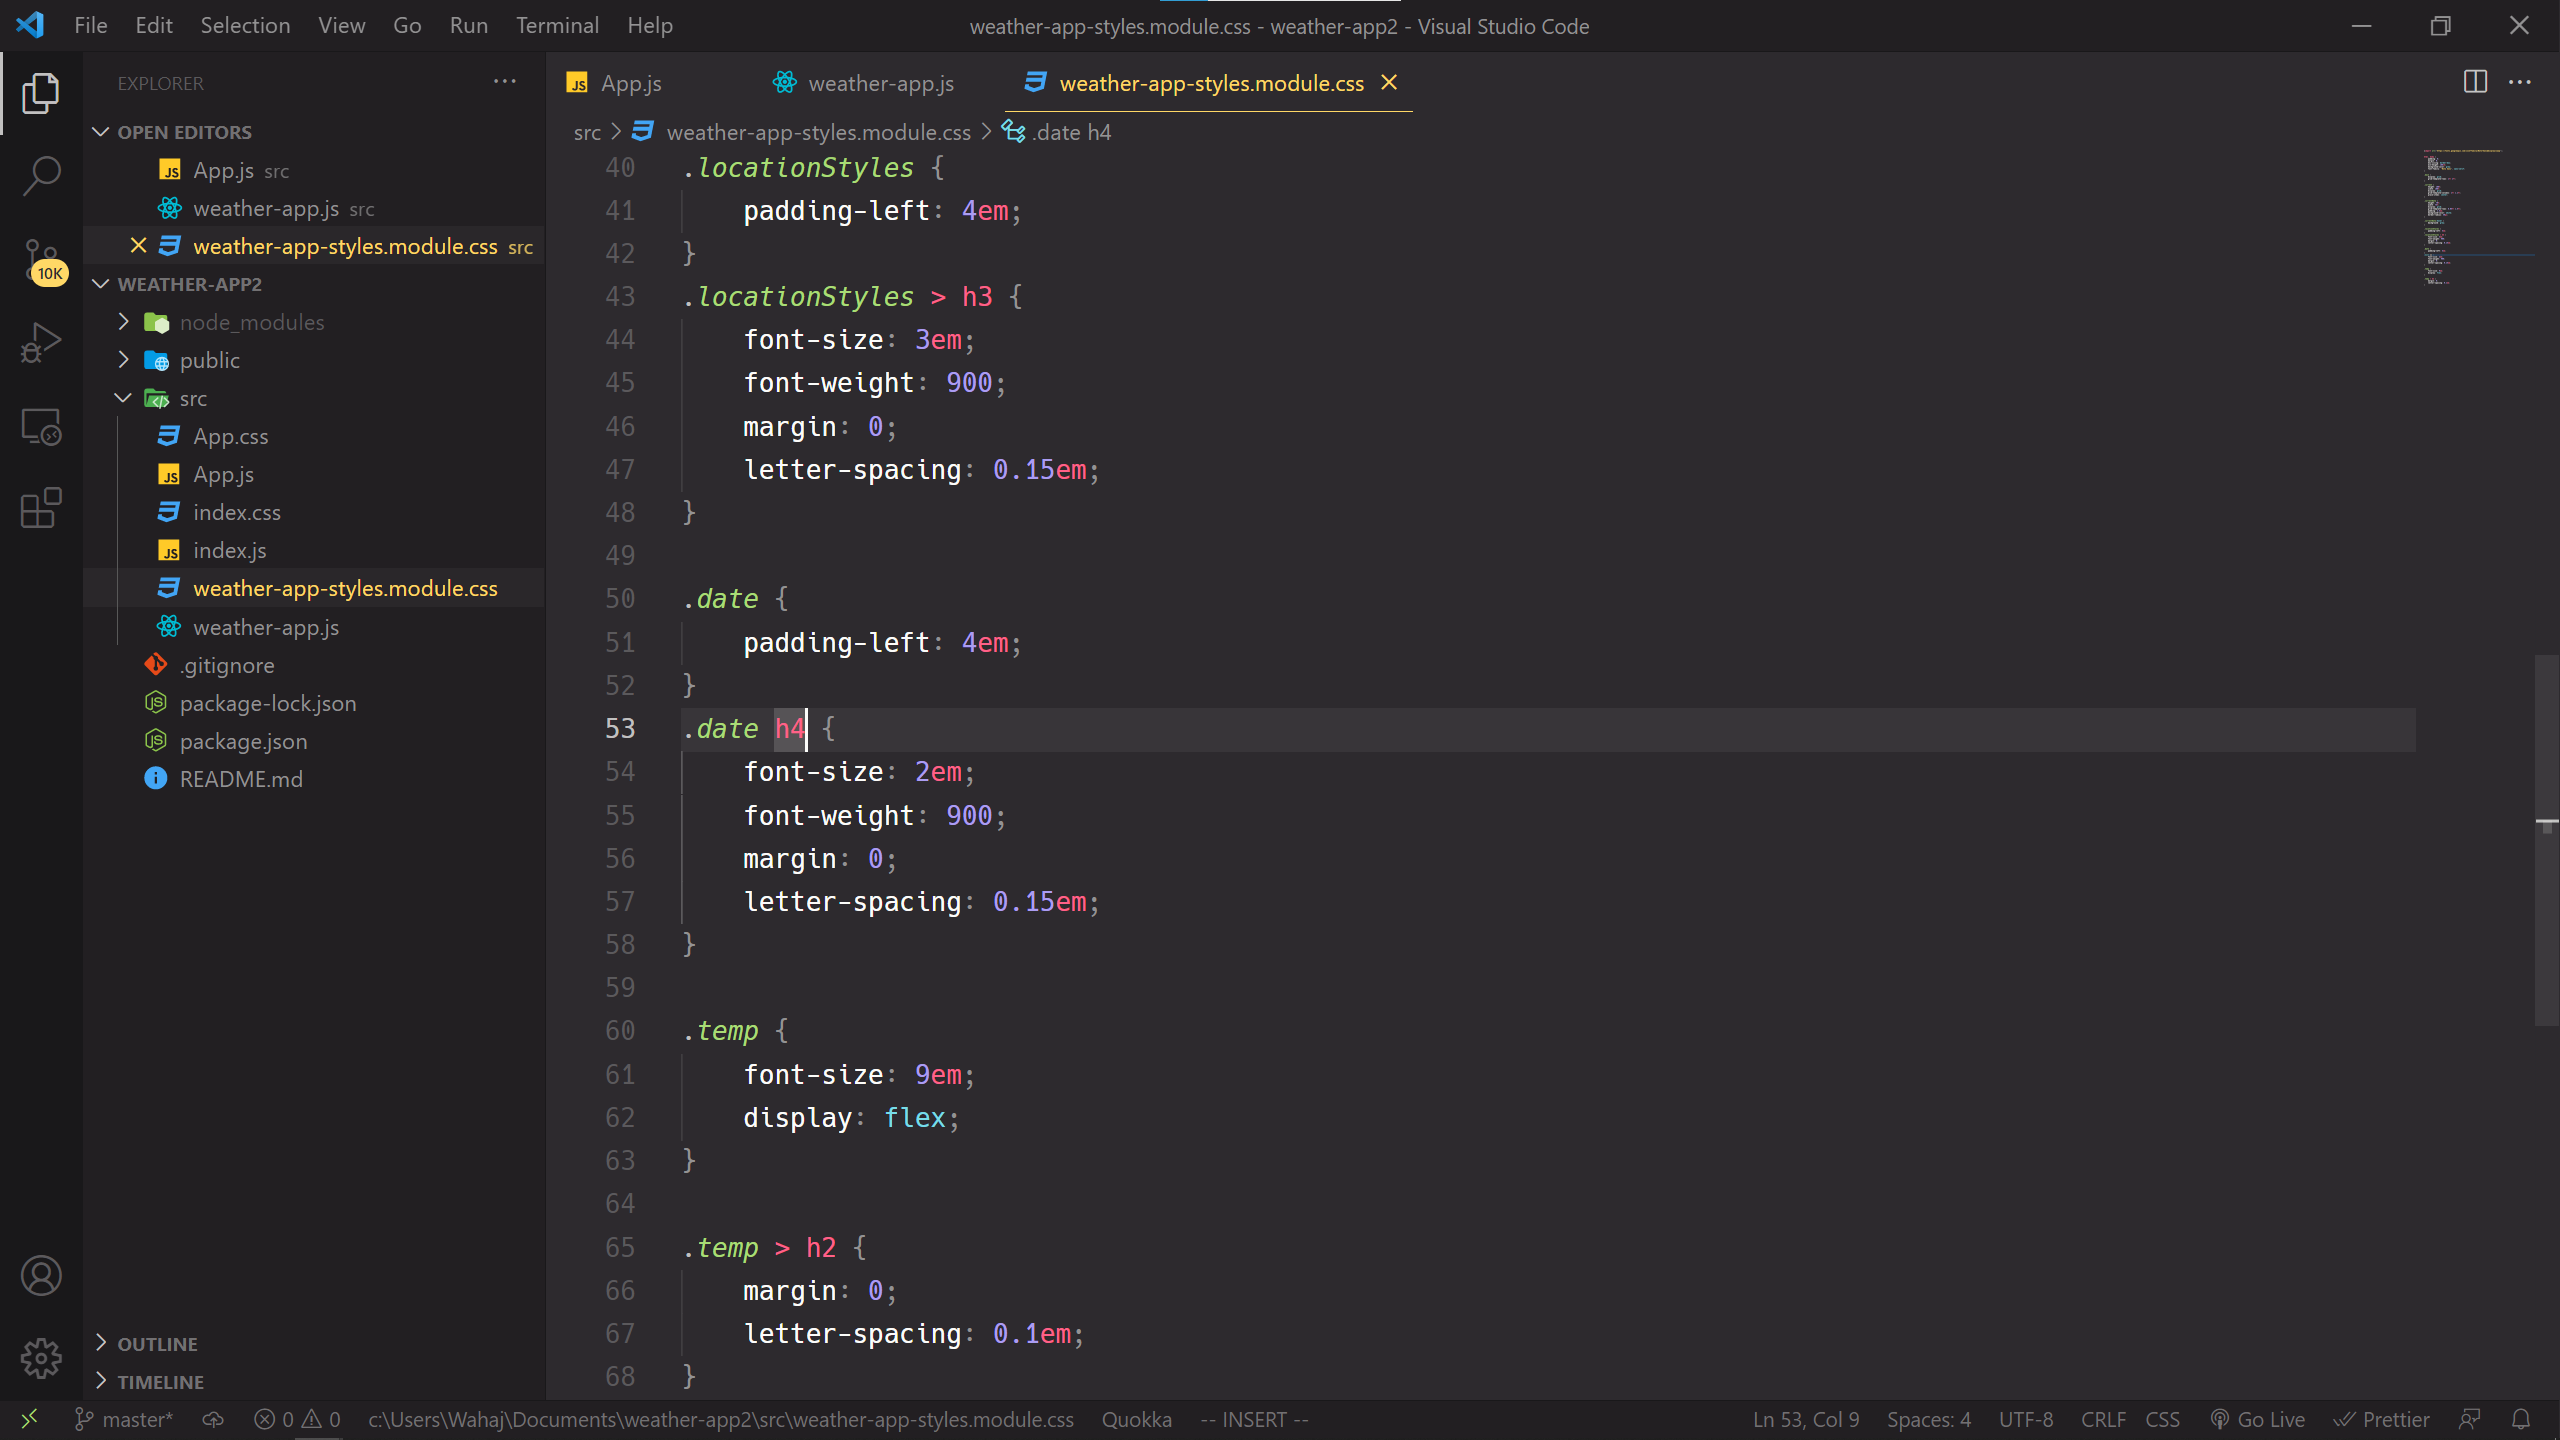 File Edit Selection View Go Run Terminal Help
weather-app-styles.module.css - weather-app2 - Visual Studio Code
EXPLORER
OPEN EDITORS
App.js src
weather-app.js src
weather-app-styles.module.css src
10K
WEATHER-APP2
node_modules
public
src
App.css
App.js
index.css
index.js
weather-app-styles.module.css
weather-app.js
.gitignore
package-lock.json
package.json
README.md
OUTLINE
TIMELINE
App.js weather-app.js weather-app-styles.module.css
src > weather-app-styles.module.css > .date h4
40 .locationStyles {
41 padding-left: 4em;
42 }
43 .locationStyles > h3 {
44 font-size: 3em;
45 font-weight: 900;
46 margin: 0;
47 letter-spacing: 0.15em;
48 }
49
50 .date {
51 padding-left: 4em;
52 }
53 .date h4 {
54 font-size: 2em;
55 font-weight: 900;
56 margin: 0;
57 letter-spacing: 0.15em;
58 }
59
60 .temp {
61 font-size: 9em;
62 display: flex;
63 }
64
65 .temp > h2 {
66 margin: 0;
67 letter-spacing: 0.1em;
68 }
master* 0 0 c:\Users\Wahaj\Documents\weather-app2\src\weather-app-styles.module.css Quokka -- INSERT -- Ln 53, Col 9 Spaces: 4 UTF-8 CRLF CSS Go Live Prettier